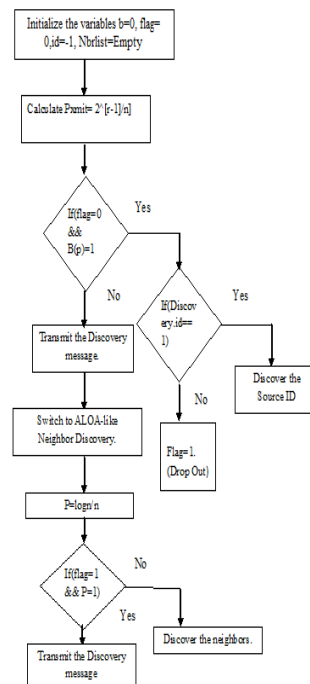 Initialize the variables b=0, flag=
0,id=-1, Nbrlist=Empty
Calculate Pxmit= 2^[r-1]/n]
If(flag=0
&&
B(p)=1
Yes
No
If(Discov
ery.id==
1)
Yes
Transmit the Discovery
message.
Discover the
Source ID
No
Switch to ALOA-like
Neighbor Discovery.
Flag=1.
(Drop Out)
P=logn/n
If(flag=1
&& P=1)
No
Yes
Discover the neighbors.
Transmit the Discovery
message